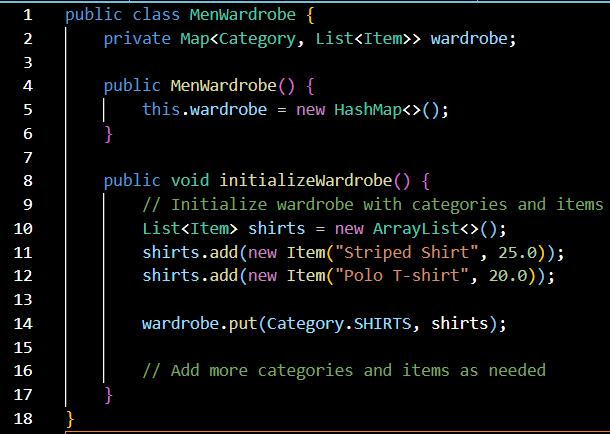 1 public class MenWardrobe {
2     private Map<Category, List<Item>> wardrobe;
3
4     public MenWardrobe() {
5         this.wardrobe = new HashMap<>();
6     }
7
8     public void initializeWardrobe() {
9         // Initialize wardrobe with categories and items
10         List<Item> shirts = new ArrayList<>();
11         shirts.add(new Item("Striped Shirt", 25.0));
12         shirts.add(new Item("Polo T-shirt", 20.0));
13
14         wardrobe.put(Category.SHIRTS, shirts);
15
16         // Add more categories and items as needed
17     }
18 }